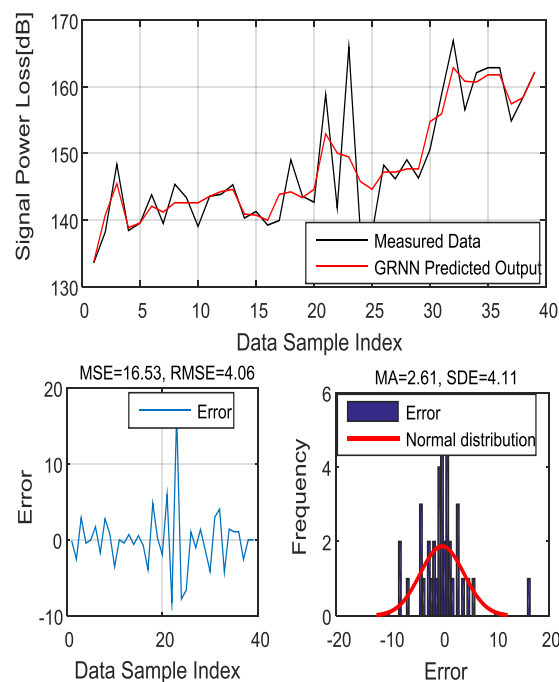 170
160
150
140
130
Signal Power Loss[dB]
Measured Data
GRNN Predicted Output
0 5 10 15 20 25 30 35 40
Data Sample Index
MSE=16.53, RMSE=4.06
20
10
0
-10
Error
Error
0 20 40
Data Sample Index
MA=2.61, SDE=4.11
6
4
2
0
Frequency
Error
Normal distribution
-20 -10 0 10 20
Error